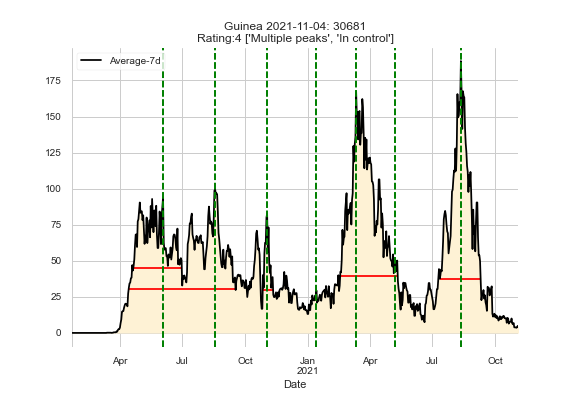 Guinea 2021-11-04: 30681
Rating:4 ['Multiple peaks', 'In control']
Average-7d
175
150
125
100
75
50
25
0
Apr Jul Oct Jan Apr Jul Oct
2021
Date